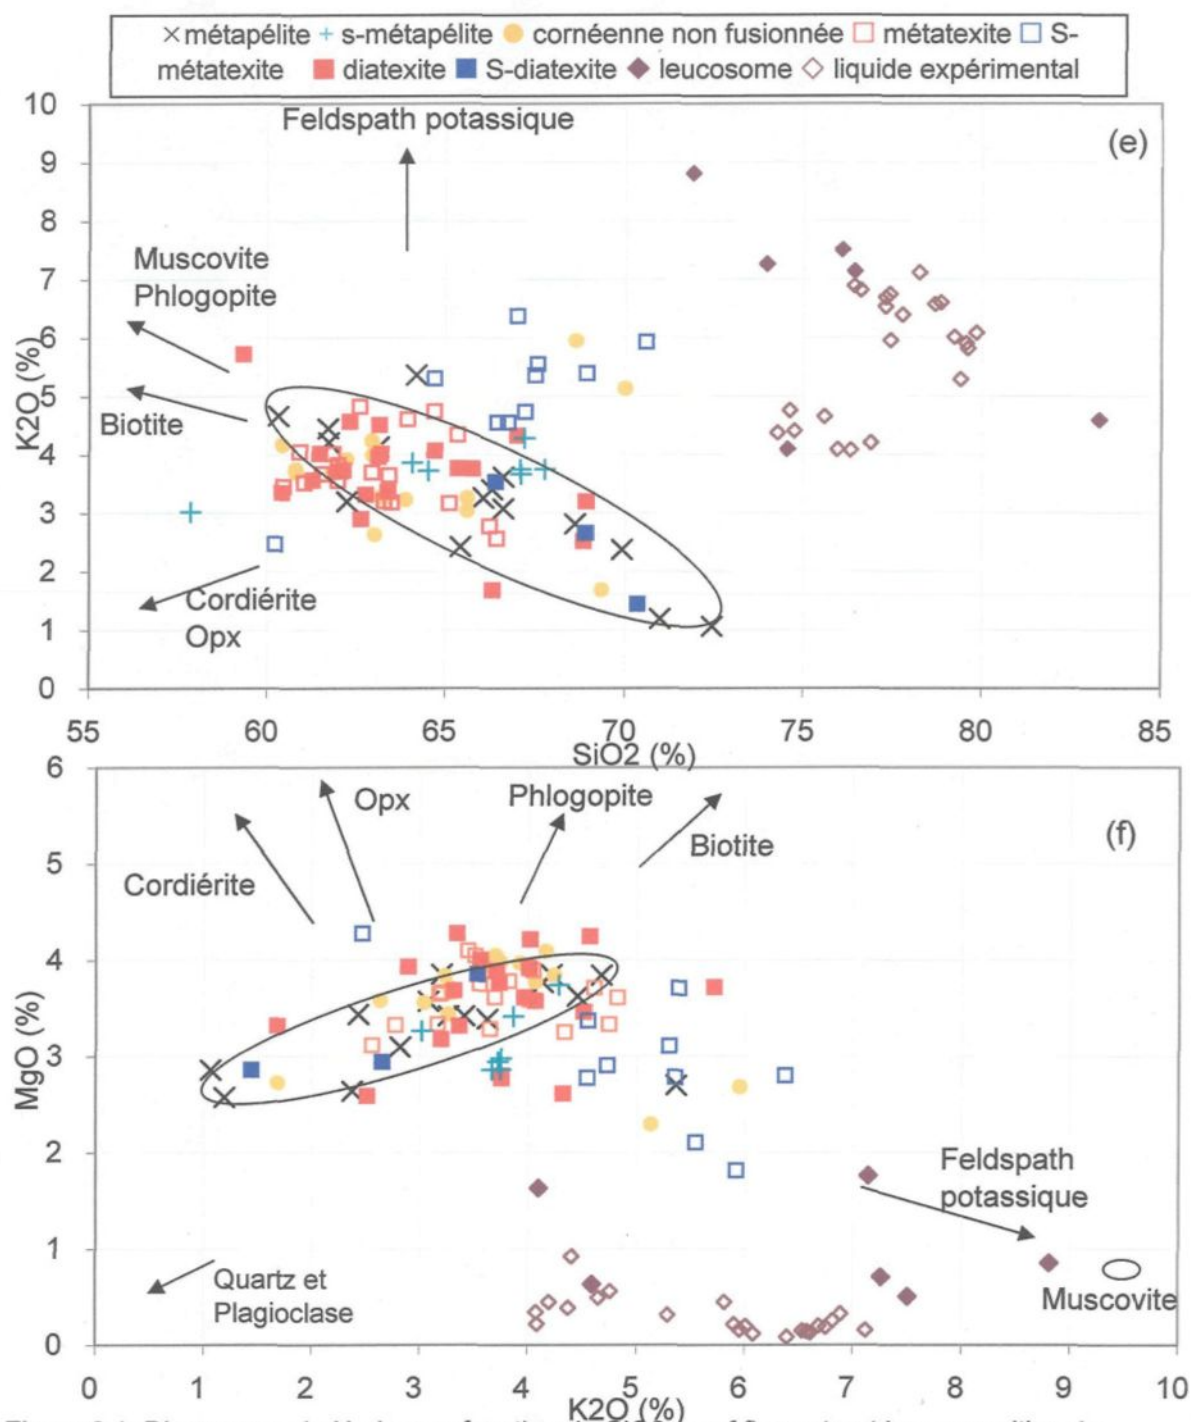 ×métapélite + s-métapélite ● cornéenne non fusionnée □ métatexite □ S-
métatexite ■ diatexite ■ S-diatexite ◆ leucosome ◇ liquide expérimental
10
Feldspath potassique
(e)
9
8
7
Muscovite
Phlogopite
6
K2O (%)
5
Biotite
4
3
2
Cordiérite
Opx
1
0
55 60 65 70 75 80 85
SiO2 (%)
6
Opx
Phlogopite
(f)
Biotite
5
Cordiérite
4
MgO (%)
3
2
Feldspath
potassique
1
Quartz et
Plagioclase
Muscovite
0
0 1 2 3 4 5 6 7 8 9 10
K2O (%)